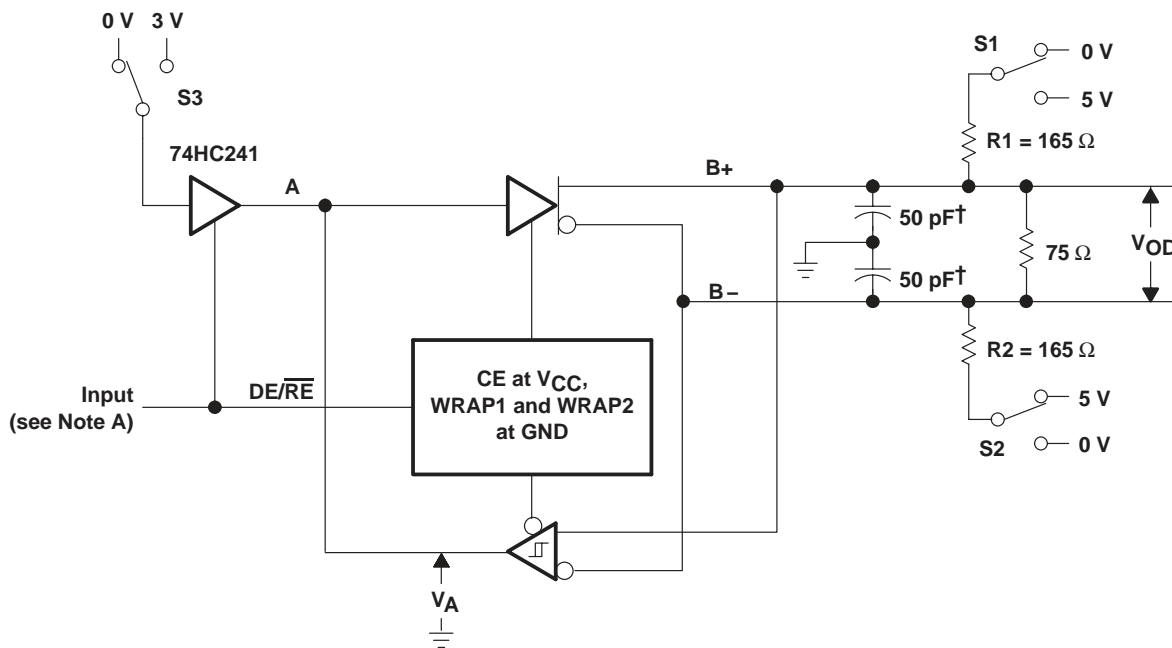 0 V 3 V
S3
74HC241
A
S1
0 V
5 V
R1 = 165 Ω
B+
50 pF†
50 pF†
75 Ω
VOD
B−
R2 = 165 Ω
5 V
0 V
S2
Input
(see Note A)
DE/R̅E̅
CE at VCC,
WRAP1 and WRAP2
at GND
VA